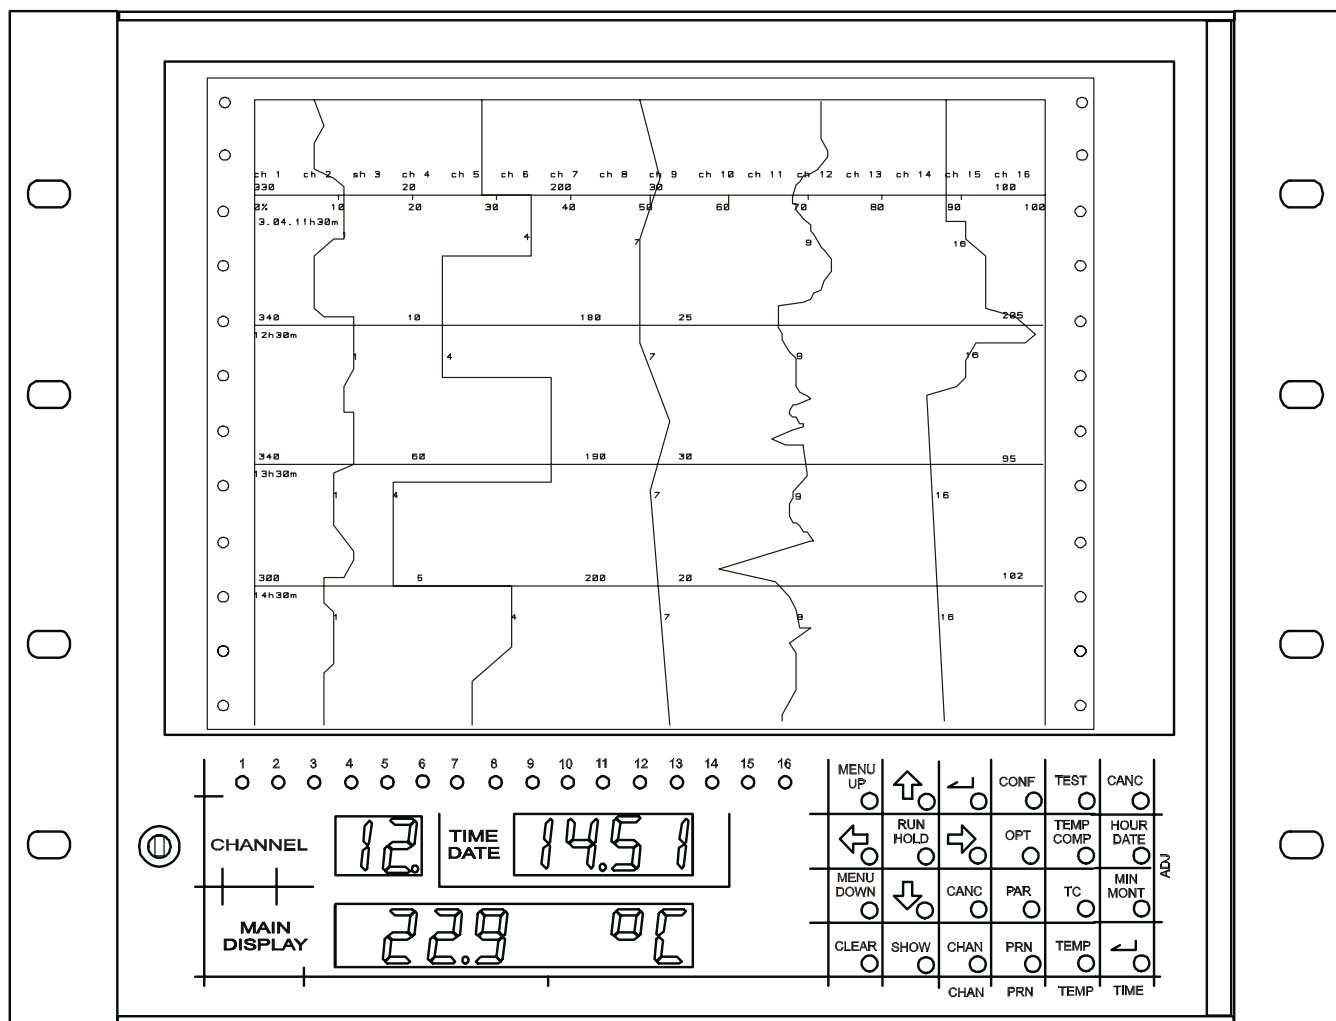 ch 1 ch 2 sh 3 ch 4 ch 5 ch 6 ch 7 ch 8 ch 9 ch 10 ch 11 ch 12 ch 13 ch 14 ch 15 ch 16
330 20 200 30 100
0% 10 20 30 40 50 60 70 80 90 100
3.04.11h30m
1 4 7 9 16
340 10 180 25 205
12h30m
1 4 7 9 16
340 60 190 30 95
13h30m
1 4 7 9 16
300 5 200 20 102
14h30m
1 4 7 9 16
1 2 3 4 5 6 7 8 9 10 11 12 13 14 15 16
MENU UP CONF TEST CANC
CHANNEL 12. TIME DATE 14.51
RUN HOLD OPT TEMP COMP HOUR DATE
ADJ
MENU DOWN CANC PAR TC MIN MONT
MAIN DISPLAY 22.9 °C
CLEAR SHOW CHAN PRN TEMP
CHAN PRN TEMP TIME